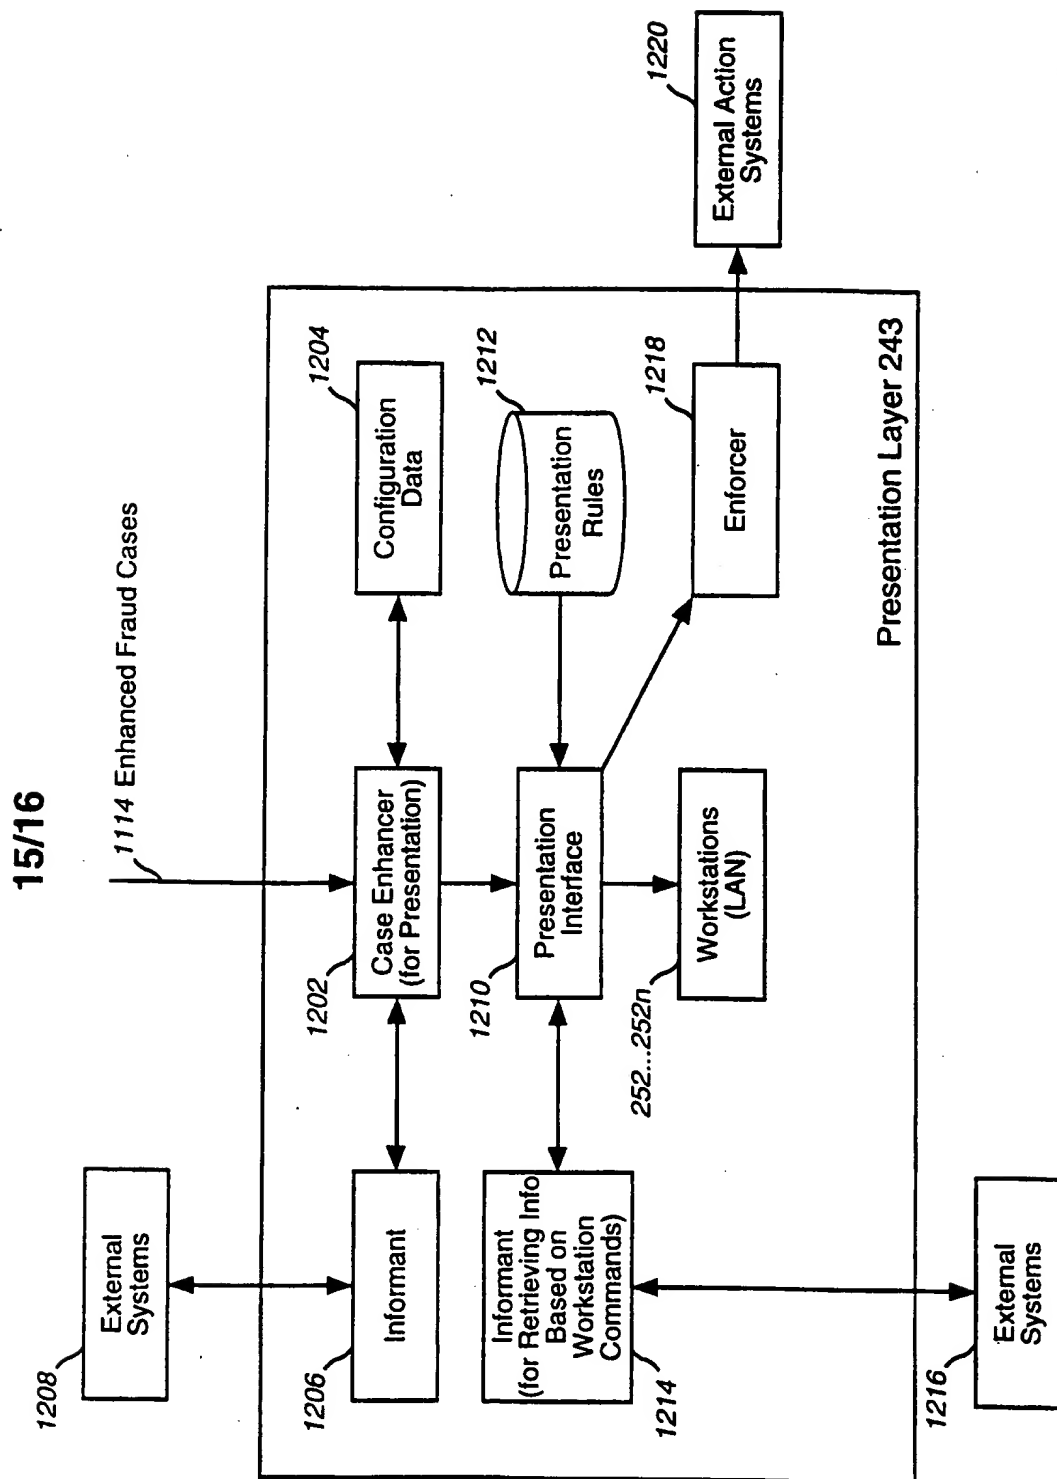 15/16
1114 Enhanced Fraud Cases
External
Systems
1208
Informant
1206
Case Enhancer
(for Presentation)
1202
Configuration
Data
1204
Informant
(for Retrieving Info
Based on
Workstation
Commands)
1214
Presentation
Interface
1210
Presentation
Rules
1212
Workstations
(LAN)
252...252n
Enforcer
1218
External Action
Systems
1220
Presentation Layer 243
External
Systems
1216